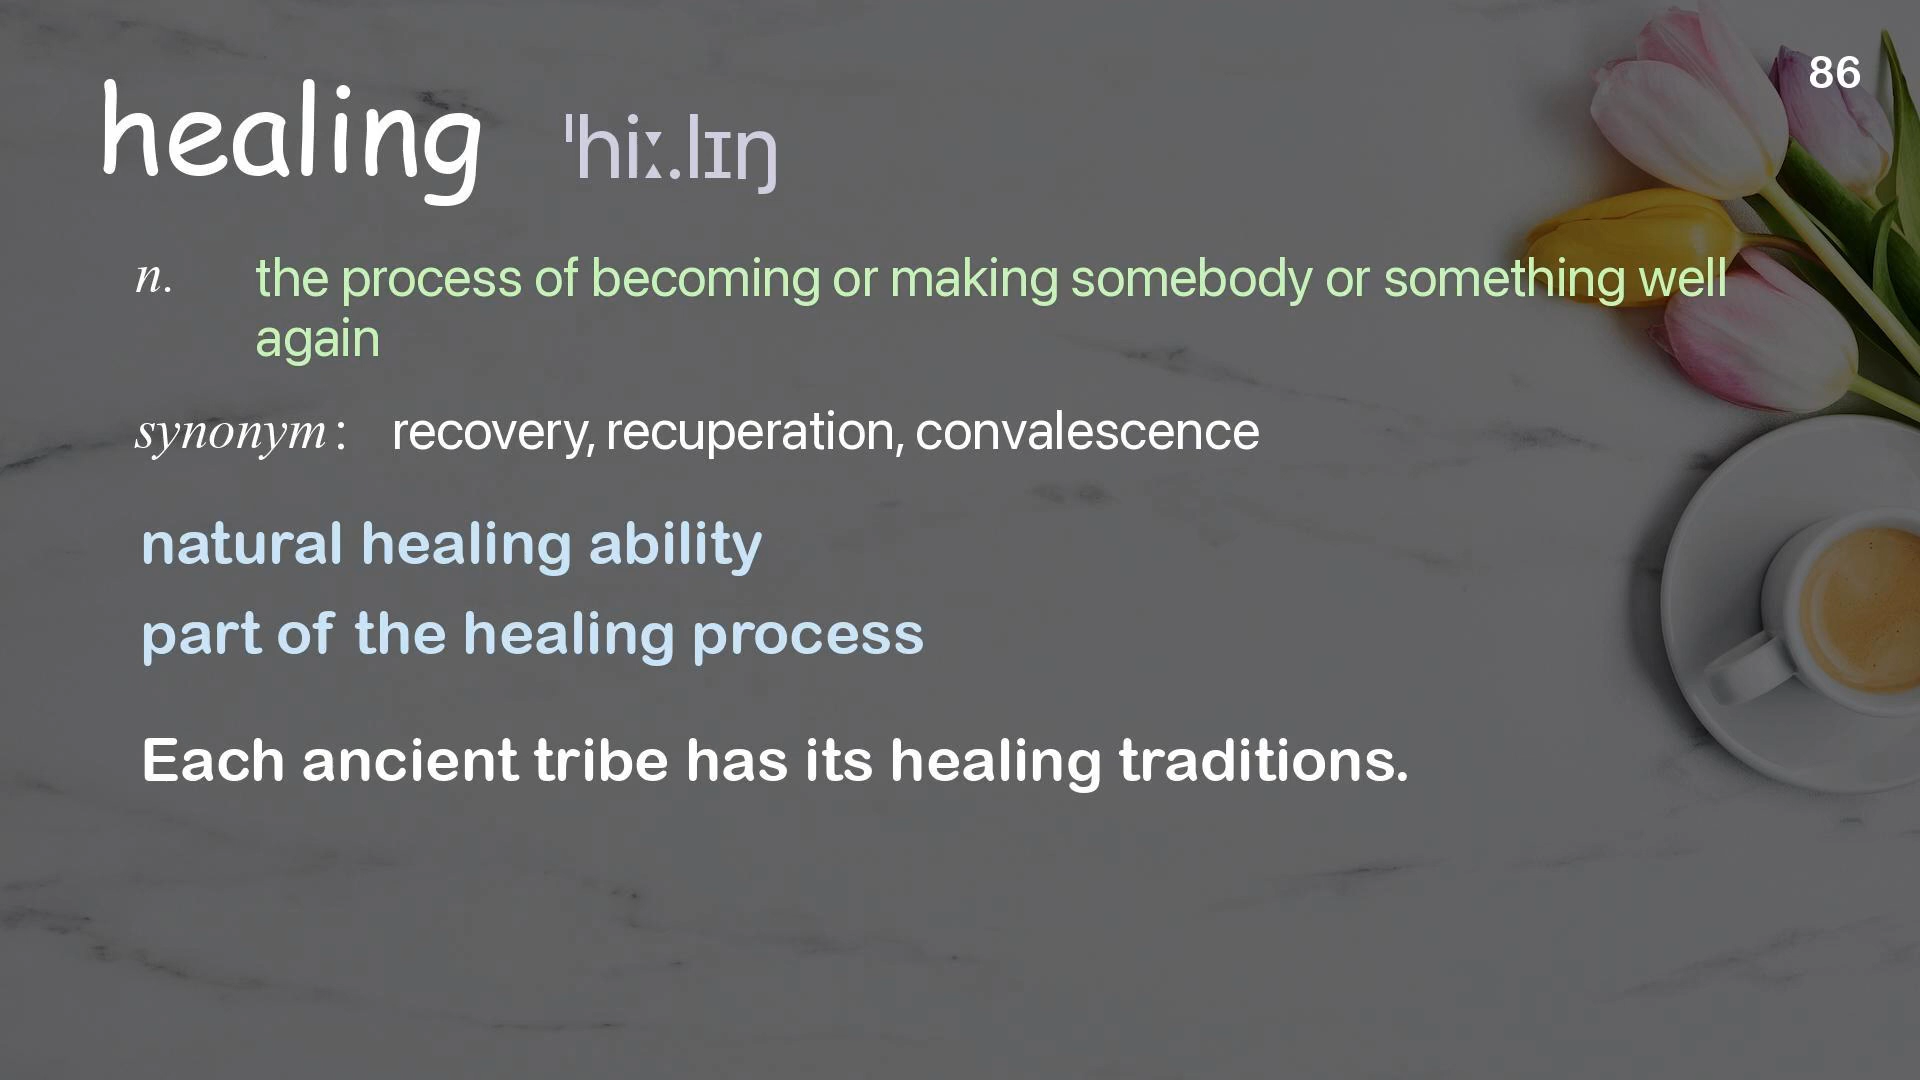 86
healing ˈhiː.lɪŋ
n. the process of becoming or making somebody or something well
again
synonym: recovery, recuperation, convalescence
natural healing ability
part of the healing process
Each ancient tribe has its healing traditions.